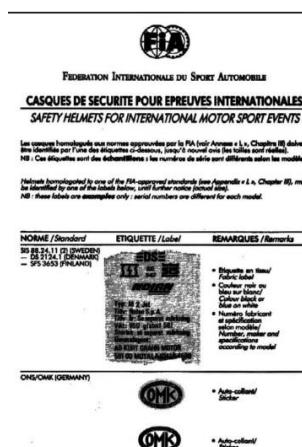 FIA
FEDERATION INTERNATIONALE DU SPORT AUTOMOBILE
CASQUES DE SECURITE POUR EPREUVES INTERNATIONALES
SAFETY HELMETS FOR INTERNATIONAL MOTOR SPORT EVENTS
Les casques homologués aux normes approuvées par la FIA (voir Annexe « L », Chapitre III) doive
être identifiés par l'une des étiquettes ci-dessous, jusqu'à nouvel avis (les tailles sont réelles).
NB : Ces étiquettes sont des échantillons : les numéros de série sont différents selon les modèle
Helmets homologated to one of the FIA-approved standards (see Appendix « L », Chapter III), m
be identified by one of the labels below, until further notice (actual size).
NB : these labels are examples only : serial numbers are different for each model.
NORME / Standard ETIQUETTE / Label REMARQUES / Remarks
SIS 88.24.11 (2) (SWEDEN)
— DS 2124.1 (DENMARK)
— SFS 3653 (FINLAND)
• Etiquette en tissu/
Fabric label
• Couleur noir ou
bleu sur blanc/
Colour black or
blue on white
• Numéro fabricant
et spécification
selon modèle/
Number, maker and
specifications
according to model
ONS/OMK (GERMANY)
OMK
• Auto-collant/
Sticker
OMK
• Auto-collant/